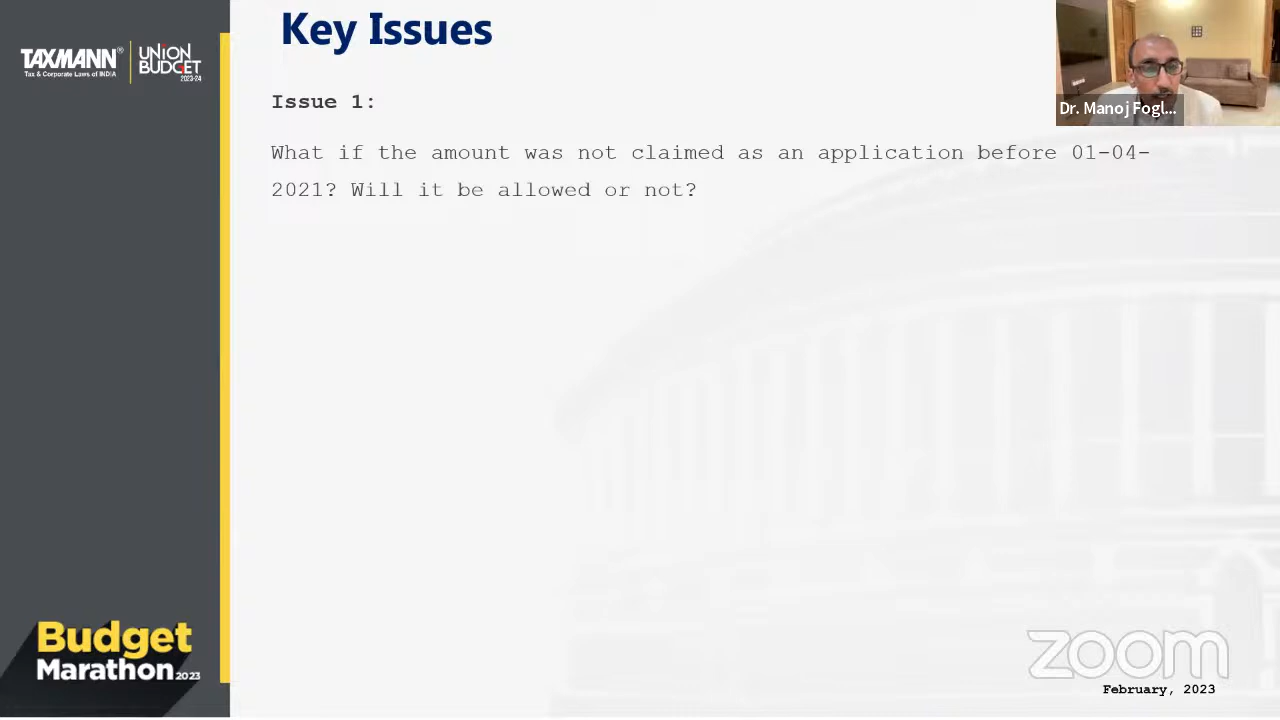 Key Issues
TAXMANN®
Tax & Corporate Laws of INDIA
UNION
BUDGET
2023-24
Issue 1:
Dr. Manoj Fogl...
What if the amount was not claimed as an application before 01-04-
2021? Will it be allowed or not?
Budget
Marathon 2023
zoom
February, 2023